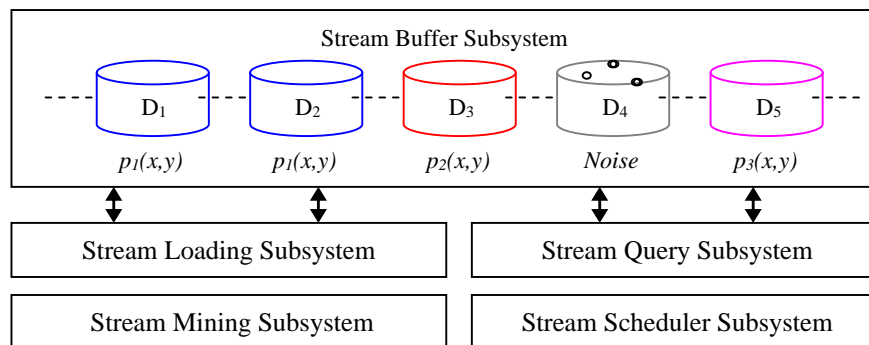 Stream Buffer Subsystem
D₁ D₂ D₃ D₄ D₅
p₁(x,y) p₁(x,y) p₂(x,y) Noise p₃(x,y)
Stream Loading Subsystem Stream Query Subsystem
Stream Mining Subsystem Stream Scheduler Subsystem